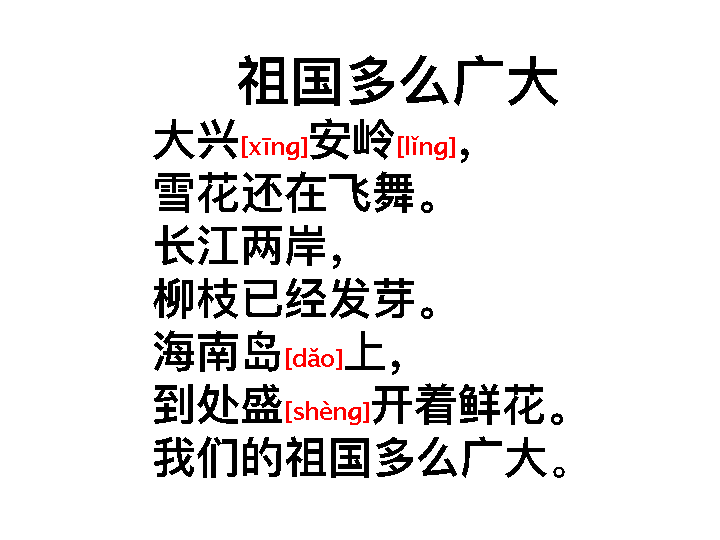 祖国多么广大
大兴[xīng]安岭[lǐng]，
雪花还在飞舞。
长江两岸，
柳枝已经发芽。
海南岛[dǎo]上，
到处盛[shèng]开着鲜花。
我们的祖国多么广大。